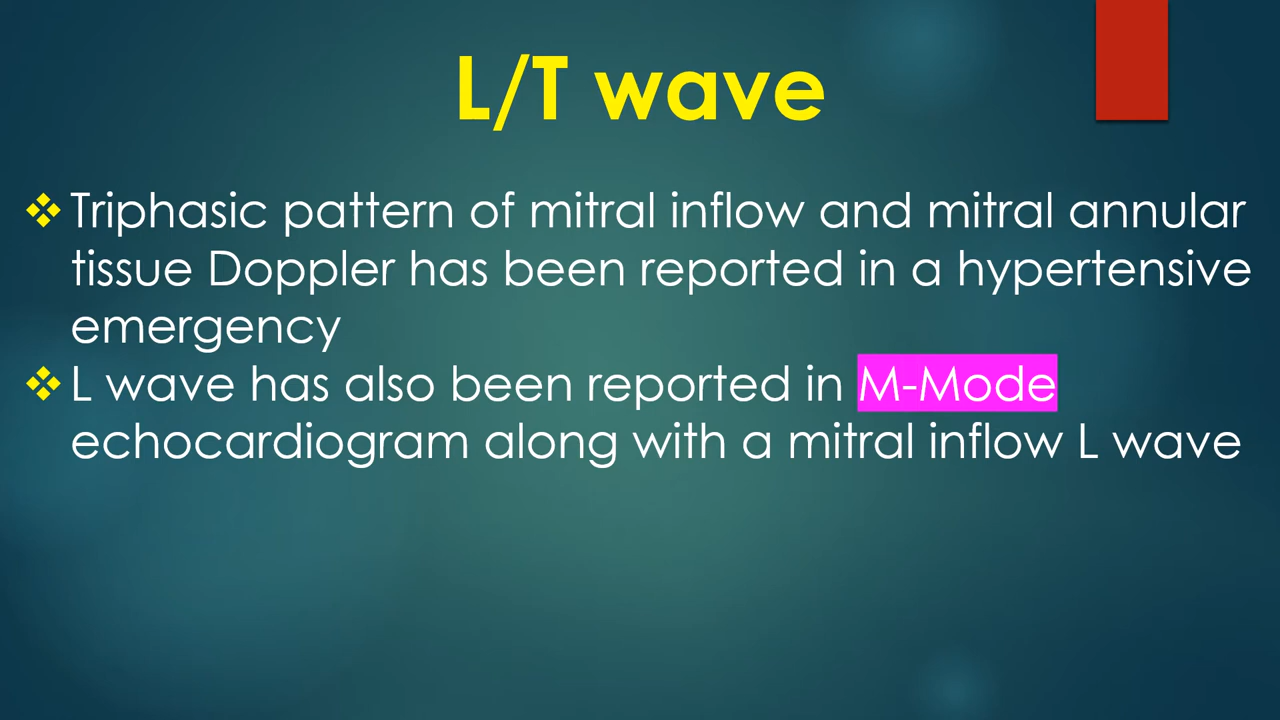 L/T wave
❖ Triphasic pattern of mitral inflow and mitral annular
tissue Doppler has been reported in a hypertensive
emergency
❖ L wave has also been reported in M-Mode
echocardiogram along with a mitral inflow L wave